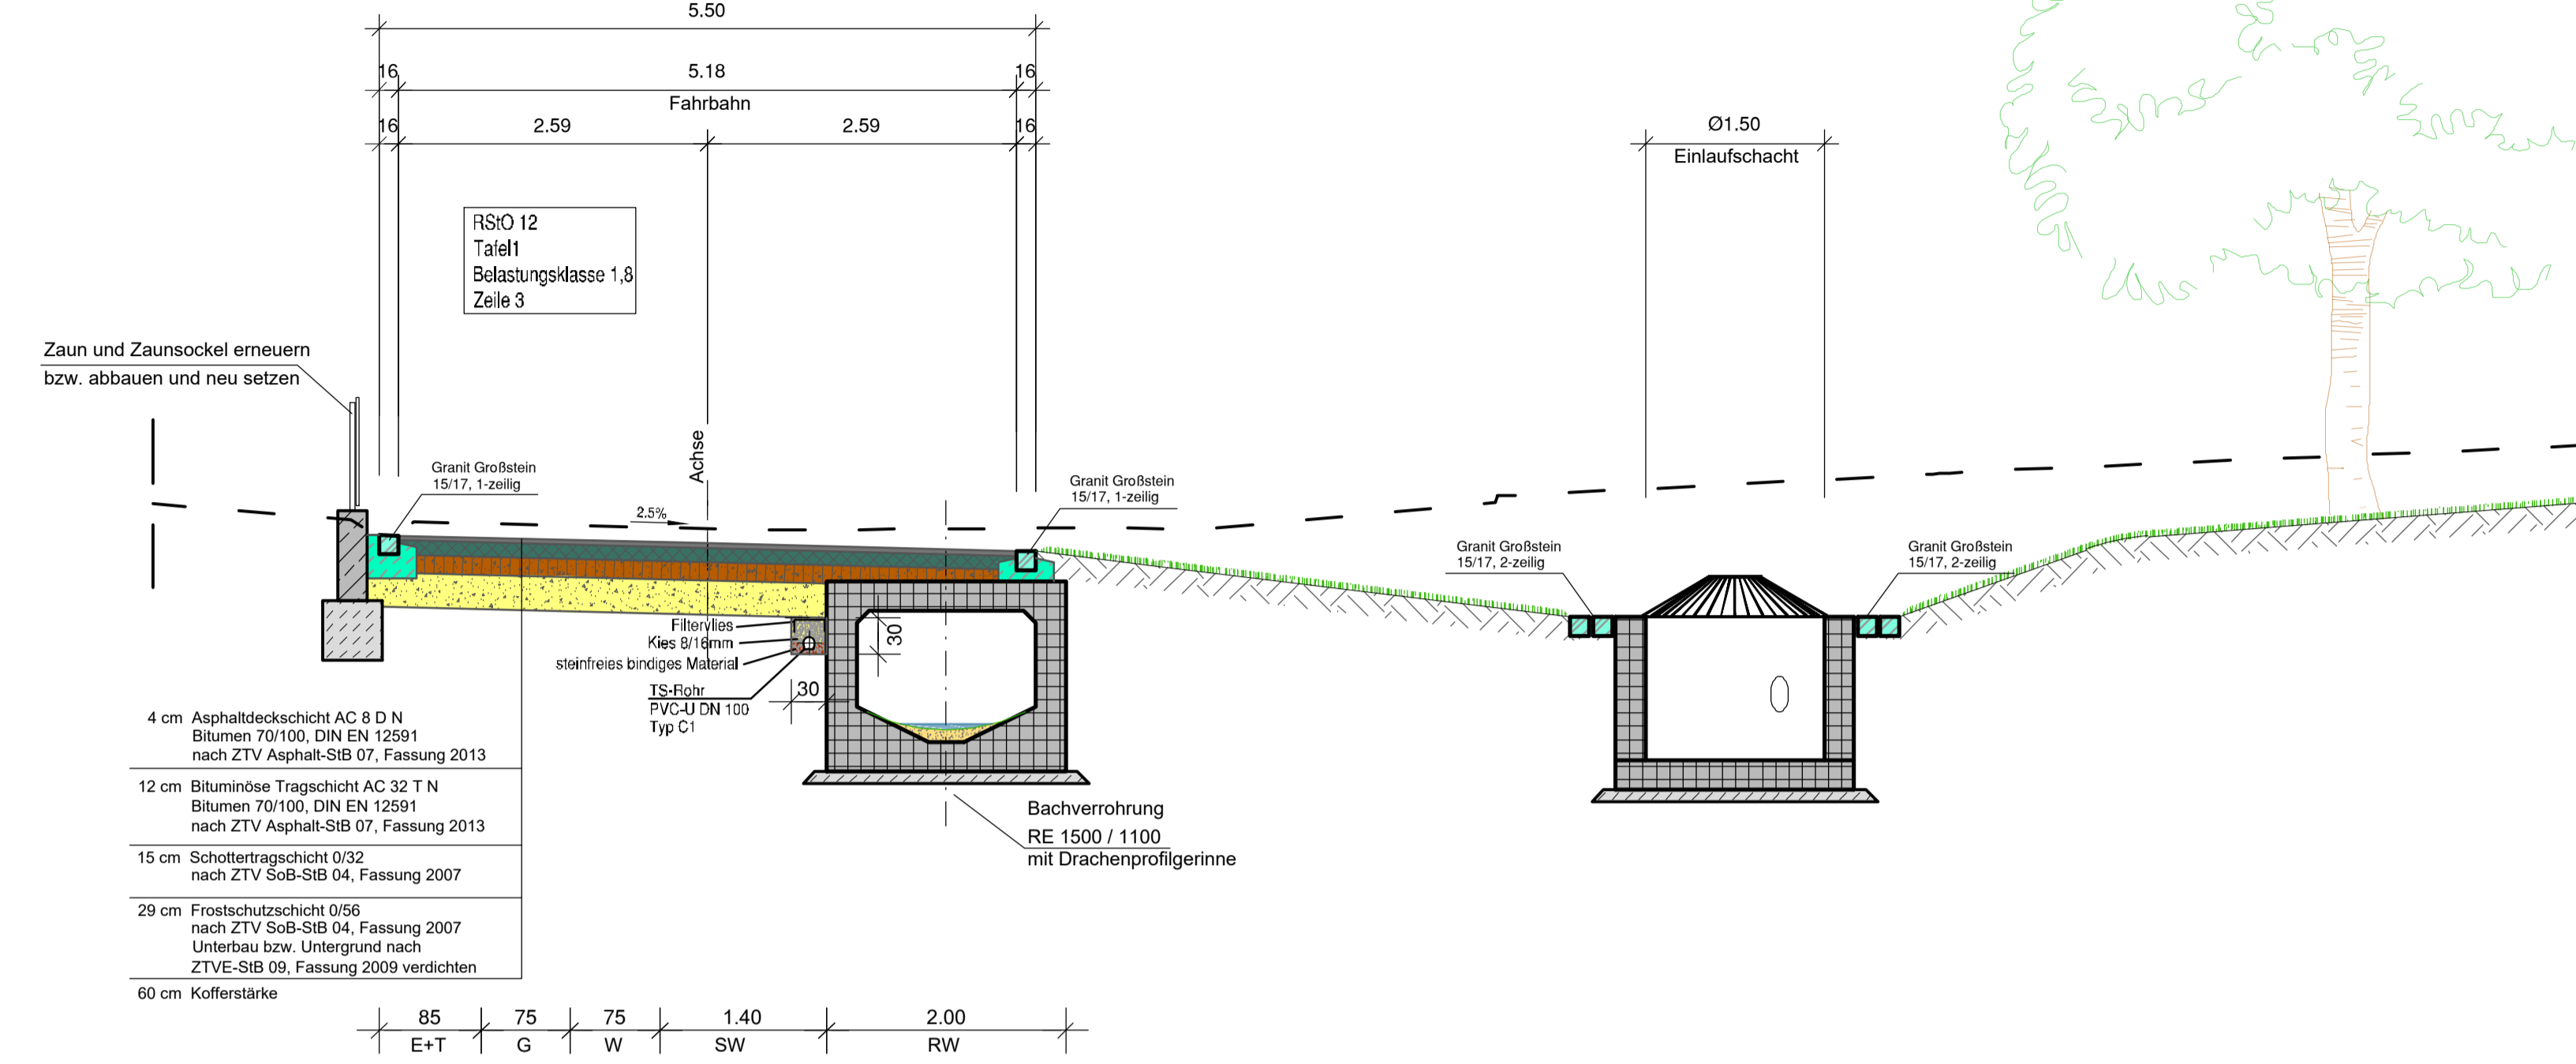 5.50
16
5.18
16
Fahrbahn
16
2.59
2.59
16
Ø1.50
Einlaufschacht
RStO 12
Tafel1
Belastungsklasse 1,8
Zeile 3
Zaun und Zaunsockel erneuern
bzw. abbauen und neu setzen
Achse
Granit Großstein
15/17, 1-zeilig
2.5%
Granit Großstein
15/17, 1-zeilig
Granit Großstein
15/17, 2-zeilig
Granit Großstein
15/17, 2-zeilig
Filtervlies
Kies 8/16mm
steinfreies bindiges Material
TS-Rohr
PVC-U DN 100
Typ C1
30
30
4 cm Asphaltdeckschicht AC 8 D N
Bitumen 70/100, DIN EN 12591
nach ZTV Asphalt-StB 07, Fassung 2013
12 cm Bituminöse Tragschicht AC 32 T N
Bitumen 70/100, DIN EN 12591
nach ZTV Asphalt-StB 07, Fassung 2013
15 cm Schottertragschicht 0/32
nach ZTV SoB-StB 04, Fassung 2007
29 cm Frostschutzschicht 0/56
nach ZTV SoB-StB 04, Fassung 2007
Unterbau bzw. Untergrund nach
ZTVE-StB 09, Fassung 2009 verdichten
60 cm Kofferstärke
Bachverrohrung
RE 1500 / 1100
mit Drachenprofilgerinne
85
75
75
1.40
2.00
E+T
G
W
SW
RW